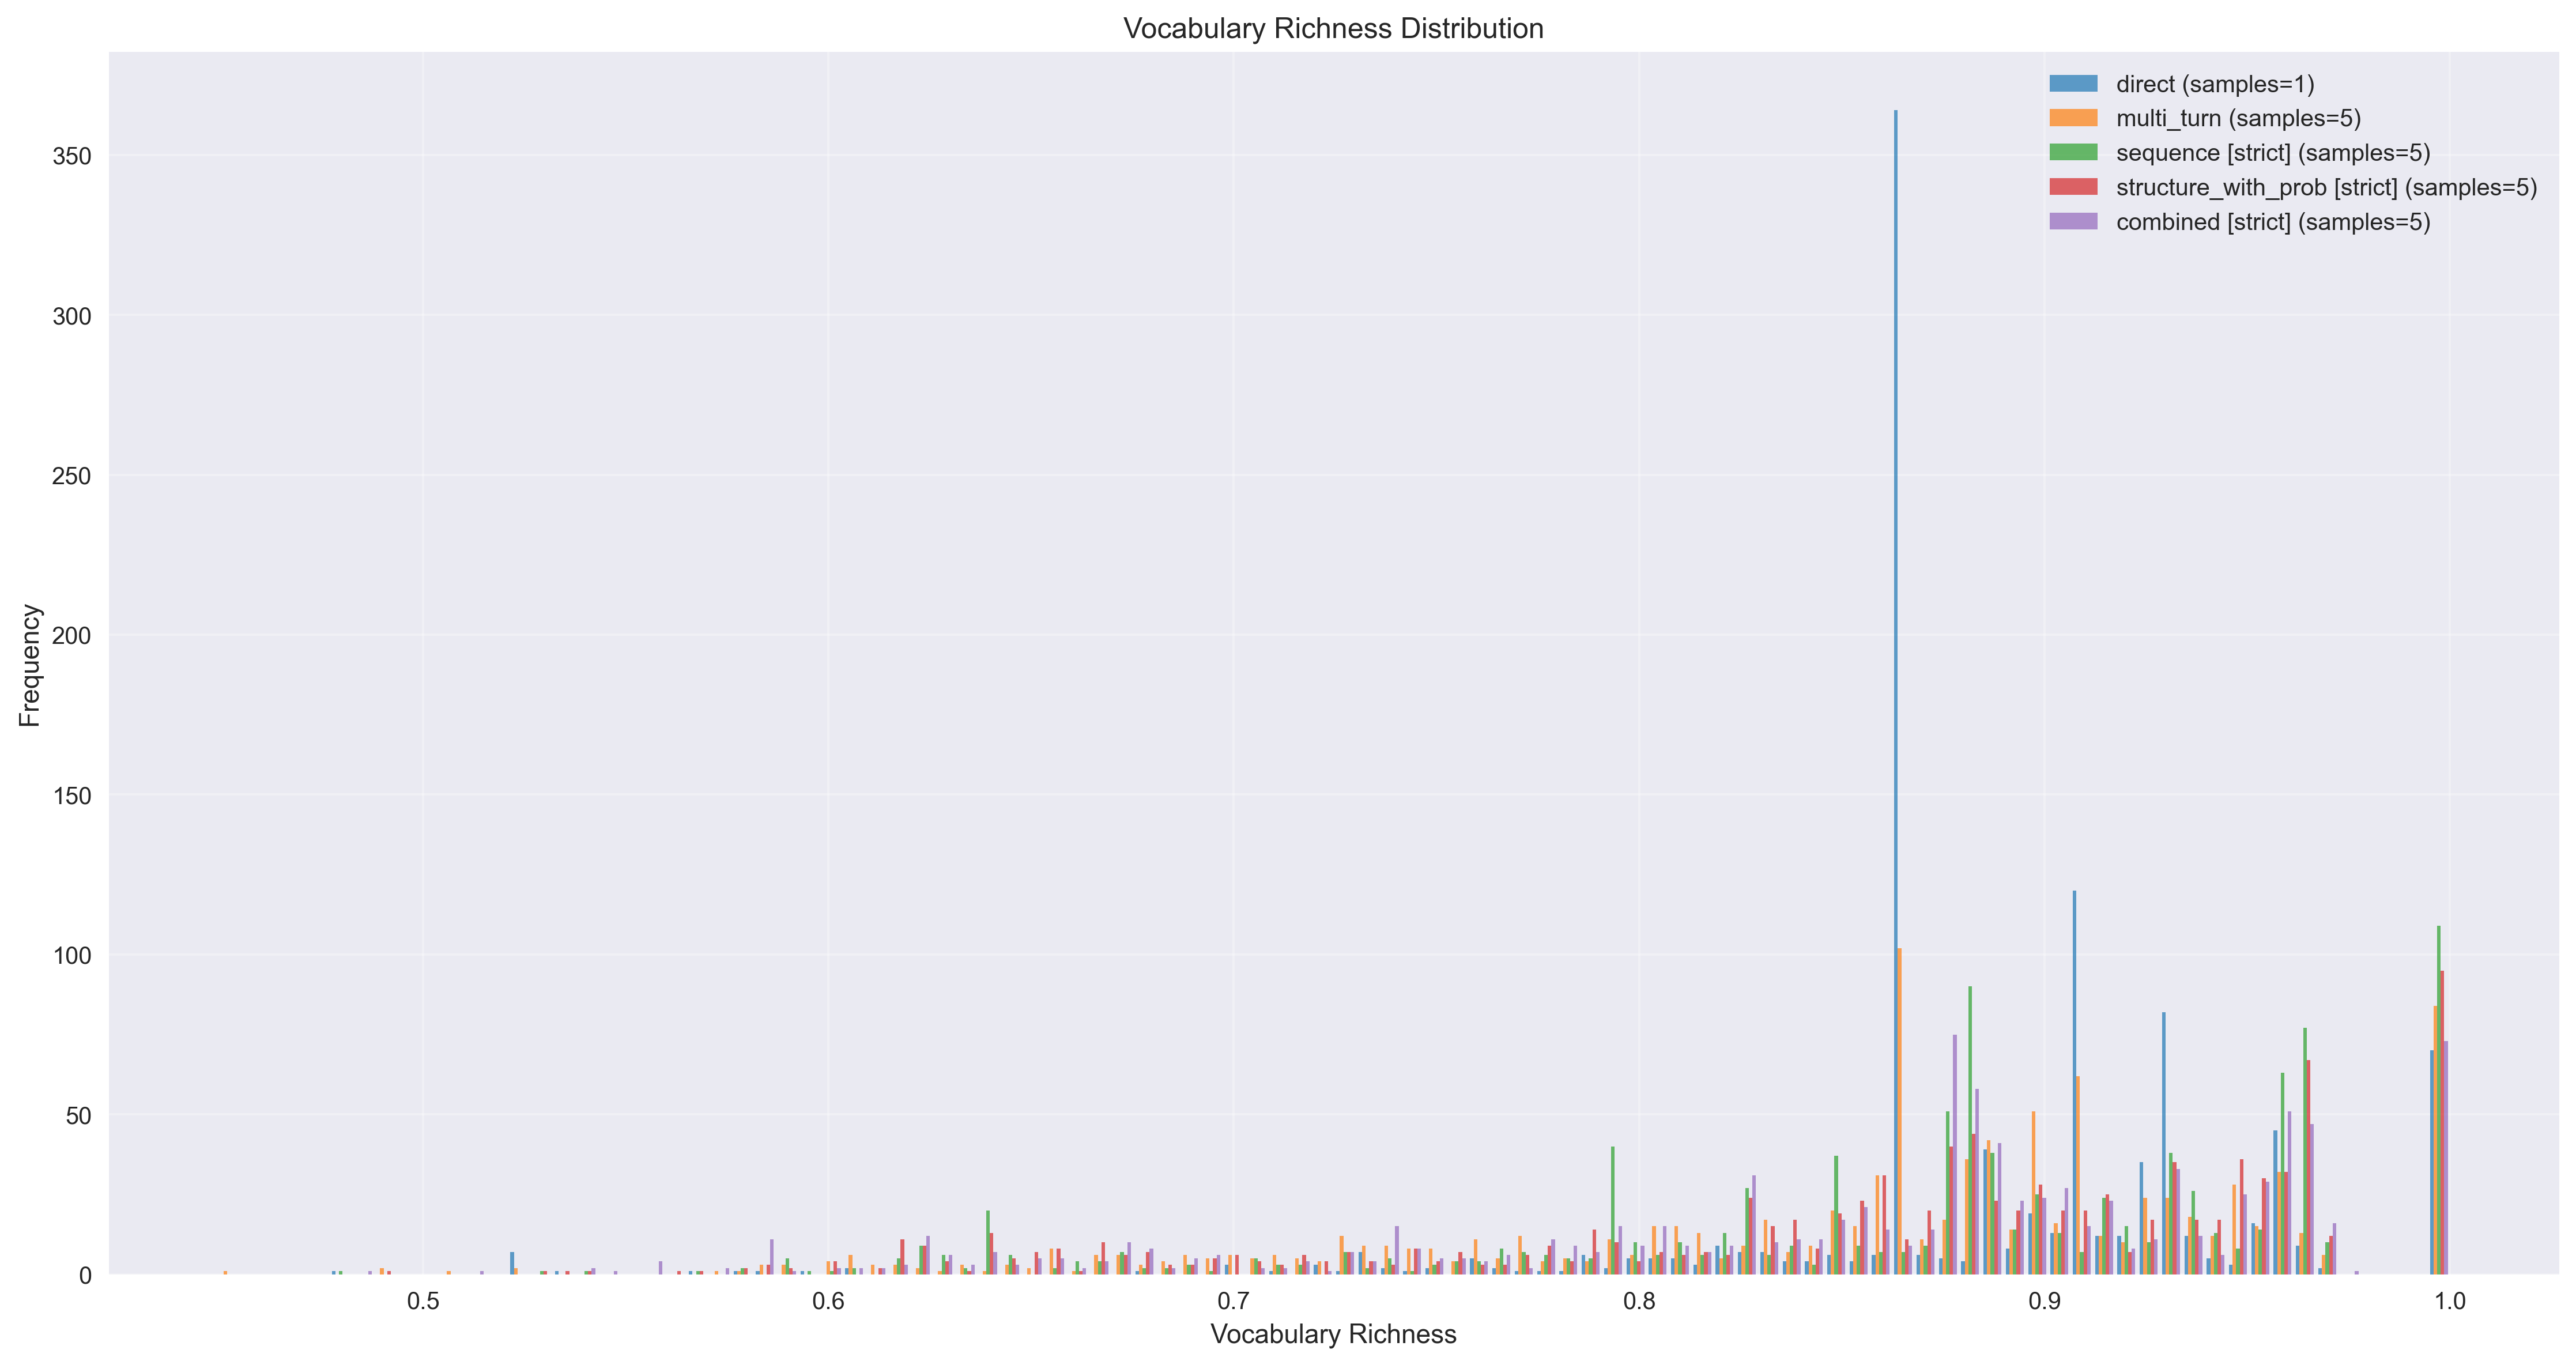 Vocabulary Richness Distribution
direct (samples=1)
multi_turn (samples=5)
sequence [strict] (samples=5)
structure_with_prob [strict] (samples=5)
combined [strict] (samples=5)
Frequency
350
300
250
200
150
100
50
0
0.5 0.6 0.7 0.8 0.9 1.0
Vocabulary Richness